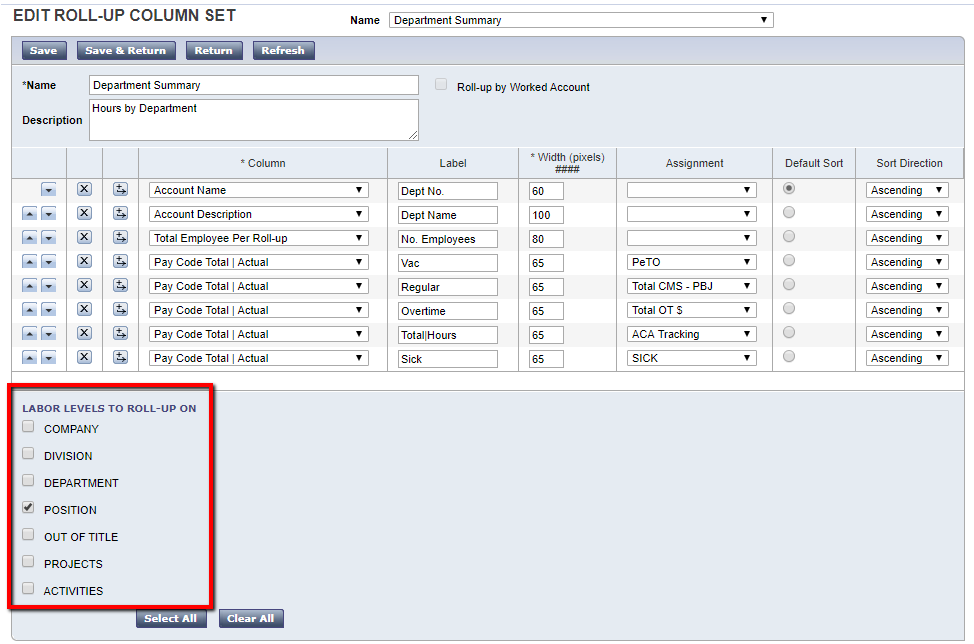 EDIT ROLL-UP COLUMN SET
Name Department Summary
Save Save & Return Return Refresh
*Name Department Summary Roll-up by Worked Account
Description Hours by Department
* Column Label * Width (pixels) #### Assignment Default Sort Sort Direction
X Account Name Dept No. 60 Ascending
X Account Description Dept Name 100 Ascending
X Total Employee Per Roll-up No. Employees 80 Ascending
X Pay Code Total | Actual Vac 65 PeTO Ascending
X Pay Code Total | Actual Regular 65 Total CMS - PBJ Ascending
X Pay Code Total | Actual Overtime 65 Total OT $ Ascending
X Pay Code Total | Actual Total|Hours 65 ACA Tracking Ascending
X Pay Code Total | Actual Sick 65 SICK Ascending
LABOR LEVELS TO ROLL-UP ON
COMPANY
DIVISION
DEPARTMENT
POSITION
OUT OF TITLE
PROJECTS
ACTIVITIES
Select All Clear All